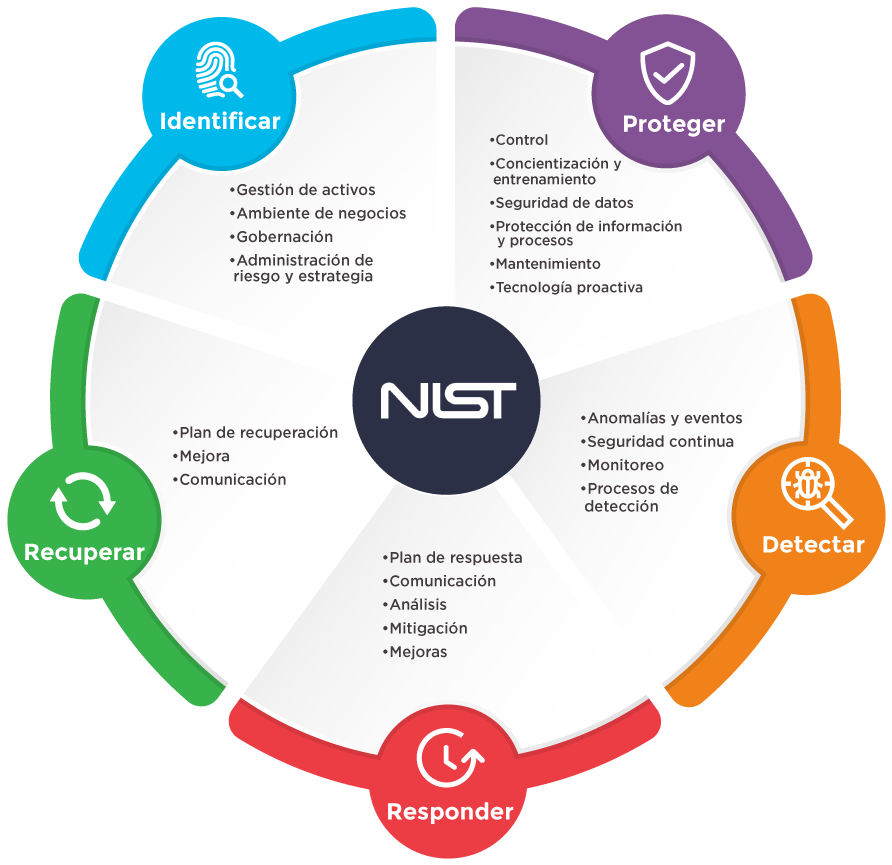 Identificar
•Gestión de activos
•Ambiente de negocios
•Gobernación
•Administración de
riesgo y estrategia
Proteger
•Control
•Concientización y
entrenamiento
•Seguridad de datos
•Protección de información
y procesos
•Mantenimiento
•Tecnología proactiva
NIST
Detectar
•Anomalías y eventos
•Seguridad continua
•Monitoreo
•Procesos de
detección
Responder
•Plan de respuesta
•Comunicación
•Análisis
•Mitigación
•Mejoras
Recuperar
•Plan de recuperación
•Mejora
•Comunicación